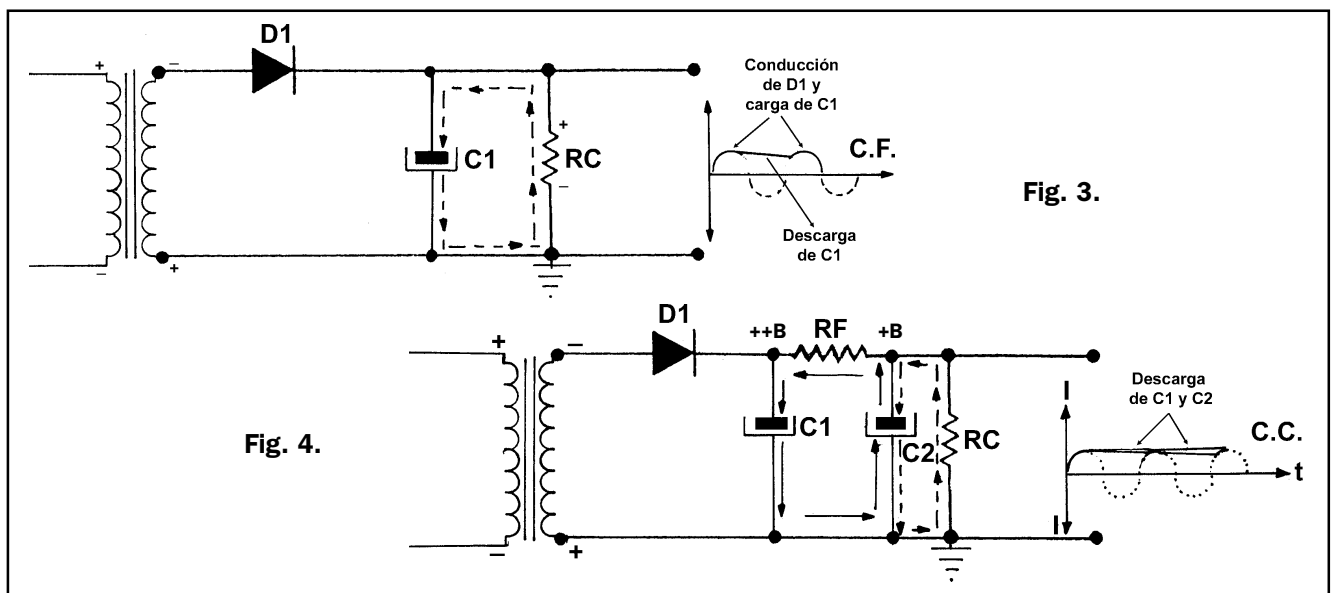 D1
+
−
Conducción
de D1 y
carga de C1
C1
+
RC
−
C.F.
Fig. 3.
Descarga
de C1
−
+
D1
++B
RF
+B
+
−
Descarga
de C1 y C2
I
C1
C2
RC
C.C.
Fig. 4.
t
I
−
+